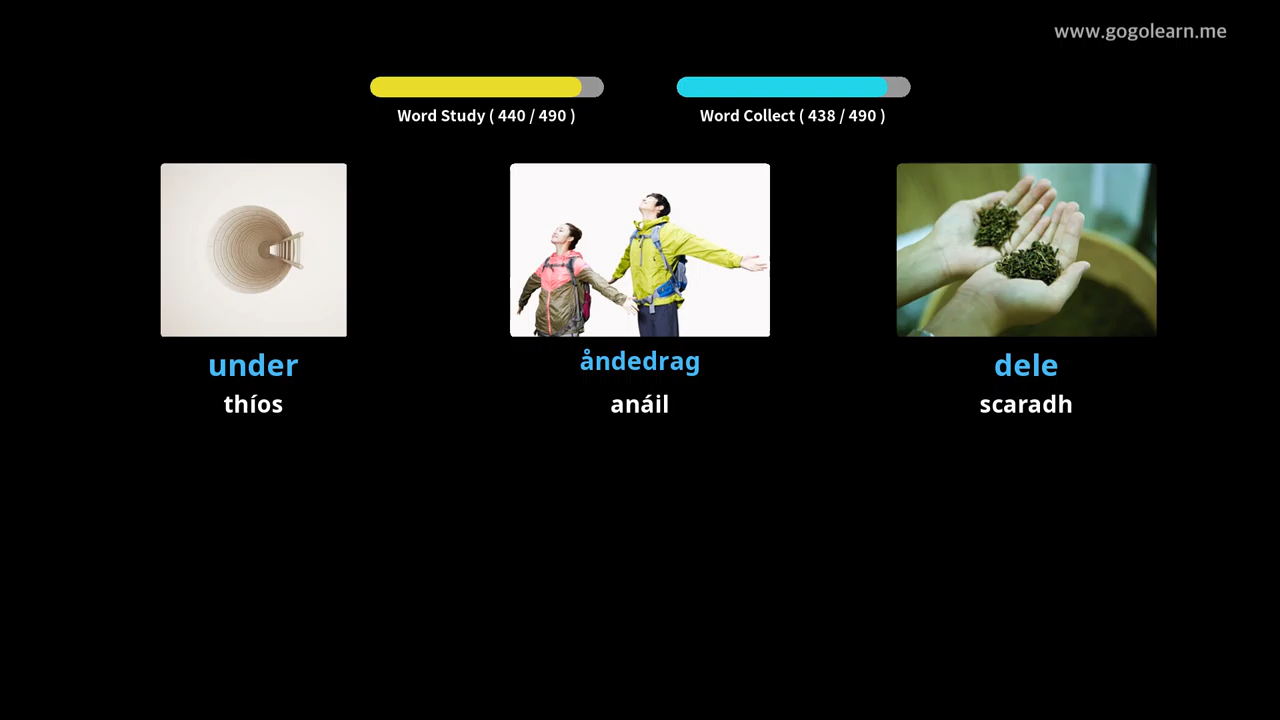 www.gogolearn.me
Word Study ( 440 / 490 )
Word Collect ( 438 / 490 )
under
thíos
åndedrag
anáil
dele
scaradh